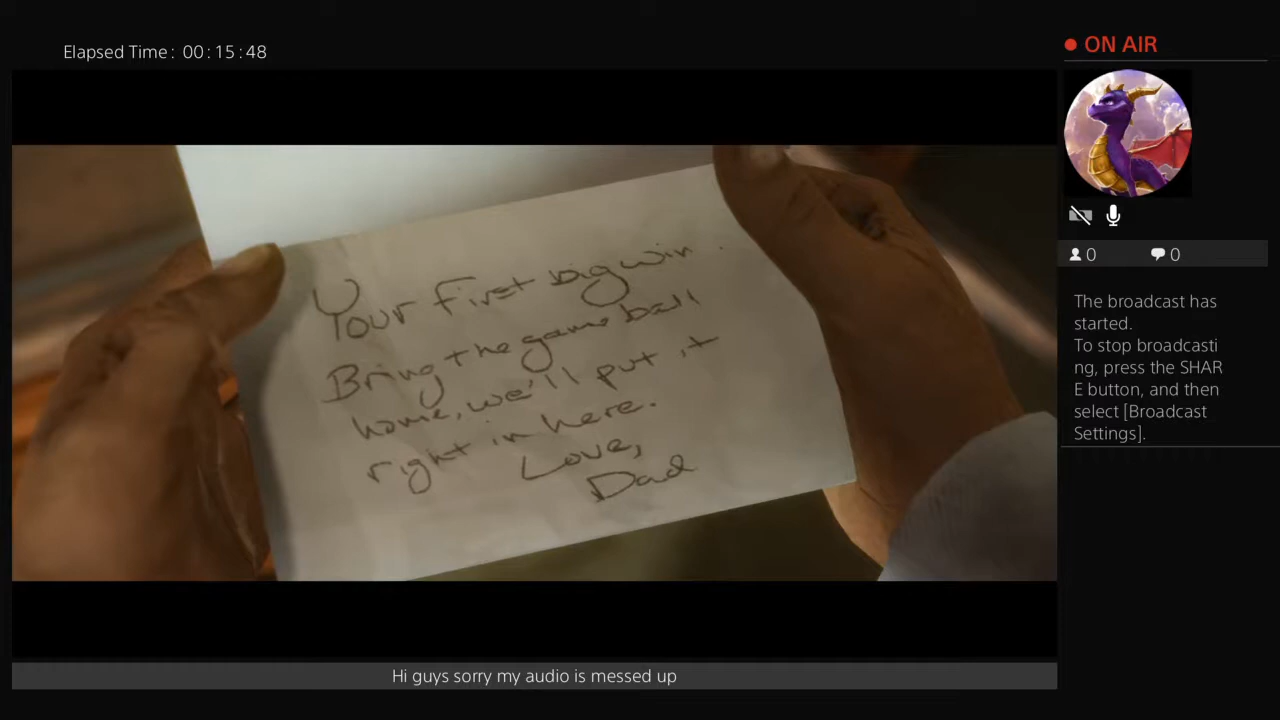 Elapsed Time: 00:15:48
ON AIR
0 0
Your First big win.
Bring the game ball
home, we'll put it
right in here.
Love,
Dad
The broadcast has
started.
To stop broadcasti
ng, press the SHAR
E button, and then
select [Broadcast
Settings].
Hi guys sorry my audio is messed up